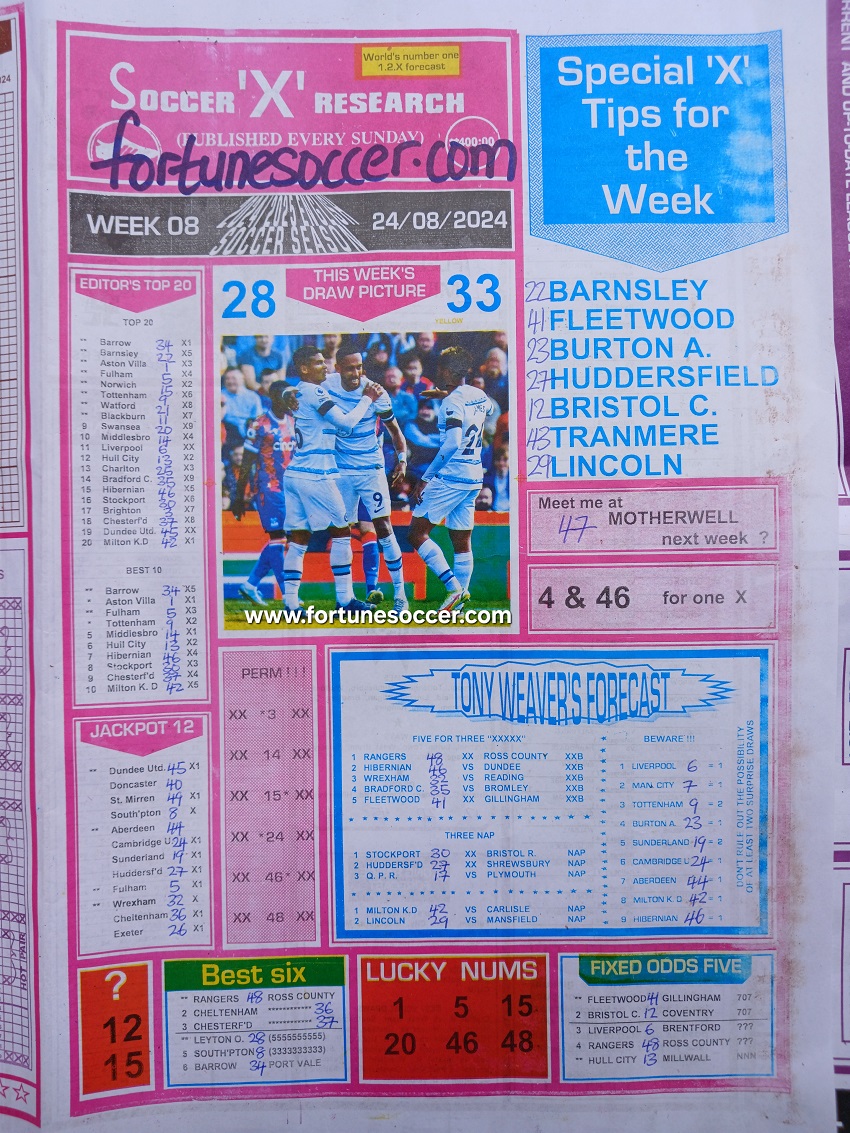 World's number one
1.2.X forecast
SOCCER 'X' RESEARCH
(PUBLISHED EVERY SUNDAY)
fortunesoccer.com
WEEK 08
SOCCER SEASON
24/08/2024
Special 'X'
Tips for
the
Week
22 BARNSLEY
41 FLEETWOOD
23 BURTON A.
27 HUDDERSFIELD
12 BRISTOL C.
43 TRANMERE
29 LINCOLN
Meet me at
47 MOTHERWELL
next week ?
4 & 46 for one X
EDITOR'S TOP 20
TOP 20
** Barrow 34 X1
** Barnsley 22 X5
** Aston Villa 1 X3
** Fulham 5 X4
** Norwich X2
** Tottenham X6
** Watford 21 X8
** Blackburn 11 X7
9 Swansea 20 X9
10 Middlesbro 14 X4
11 Liverpool 6 XX
12 Hull City 13 X2
13 Charlton 25 X3
14 Bradford C. 35 X9
15 Hibernian 46 X5
16 Stockport X6
17 Brighton X7
18 Chesterf'd 37 X8
19 Dundee Utd. 45 XX
20 Milton K.D 42 X1
BEST 10
** Barrow 34 X5
* Aston Villa 1 X1
** Fulham 5 X3
* Tottenham 9 X2
5 Middlesbro 14 X1
6 Hull City 13 X2
7 Hibernian 46 X4
8 Stockport 30 X3
9 Chesterf'd 37 X4
10 Milton K. D 42 X5
28
THIS WEEK'S
DRAW PICTURE
33
YELLOW
9
www.fortunesoccer.com
JACKPOT 12
** Dundee Utd. 45 X1
Doncaster 40
St. Mirren 49 X1
South'pton 8 X
** Aberdeen 44
Cambridge U 24 X1
Sunderland 19 X1
Huddersf'd 27 X1
** Fulham 5 X1
** Wrexham 32 X
Cheltenham 36 X1
Exeter 26 X1
PERM ! ! !
XX *3 XX
XX 14 XX
XX 15* XX
XX *24 XX
XX 46* XX
XX 48 XX
TONY WEAVER'S FORECAST
FIVE FOR THREE "XXXXX"
1 RANGERS 48 XX ROSS COUNTY XXB
2 HIBERNIAN 46 VS DUNDEE XXB
3 WREXHAM 32 VS READING XXB
4 BRADFORD C. 35 VS BROMLEY XXB
5 FLEETWOOD 41 XX GILLINGHAM XXB
THREE NAP
1 STOCKPORT 30 XX BRISTOL R. NAP
2 HUDDERSF'D 27 XX SHREWSBURY NAP
3 Q.P.R. 17 VS PLYMOUTH NAP
1 MILTON K.D 42 VS CARLISLE NAP
2 LINCOLN 29 VS MANSFIELD NAP
BEWARE !!!
1 LIVERPOOL 6 = 1
2 MAN. CITY 7 = 1
3 TOTTENHAM 9 = 2
4 BURTON A. 23 = 1
5 SUNDERLAND 19 = 2
6 CAMBRIDGE U 24 = 1
7 ABERDEEN 44 = 1
8 MILTON K.D 42 = 1
9 HIBERNIAN 46 = 1
DON'T RULE OUT THE POSSIBILITY
OF AT LEAST TWO SURPRISE DRAWS
?
12
15
Best six
** RANGERS 48 ROSS COUNTY
2 CHELTENHAM ************ 36
3 CHESTERF'D ************ 37
** LEYTON O. 28 (5555555555)
5 SOUTH'PTON 8 (3333333333)
6 BARROW 34 PORT VALE
LUCKY NUMS
1 5 15
20 46 48
FIXED ODDS FIVE
** FLEETWOOD 41 GILLINGHAM 707
2 BRISTOL C. 12 COVENTRY 707
3 LIVERPOOL 6 BRENTFORD ???
4 RANGERS 48 ROSS COUNTY ???
** HULL CITY 13 MILLWALL NNN